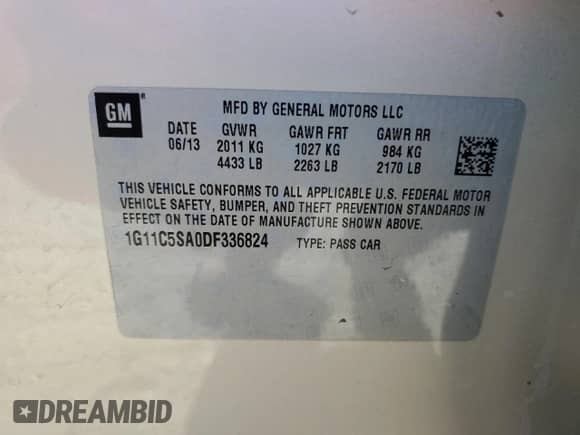 GM ®
MFD BY GENERAL MOTORS LLC
DATE GVWR GAWR FRT GAWR RR
06/13 2011 KG 1027 KG 984 KG
4433 LB 2263 LB 2170 LB
THIS VEHICLE CONFORMS TO ALL APPLICABLE U.S. FEDERAL MOTOR
VEHICLE SAFETY, BUMPER, AND THEFT PREVENTION STANDARDS IN
EFFECT ON THE DATE OF MANUFACTURE SHOWN ABOVE.
1G11C5SA0DF336824 TYPE: PASS CAR
DREAMBID